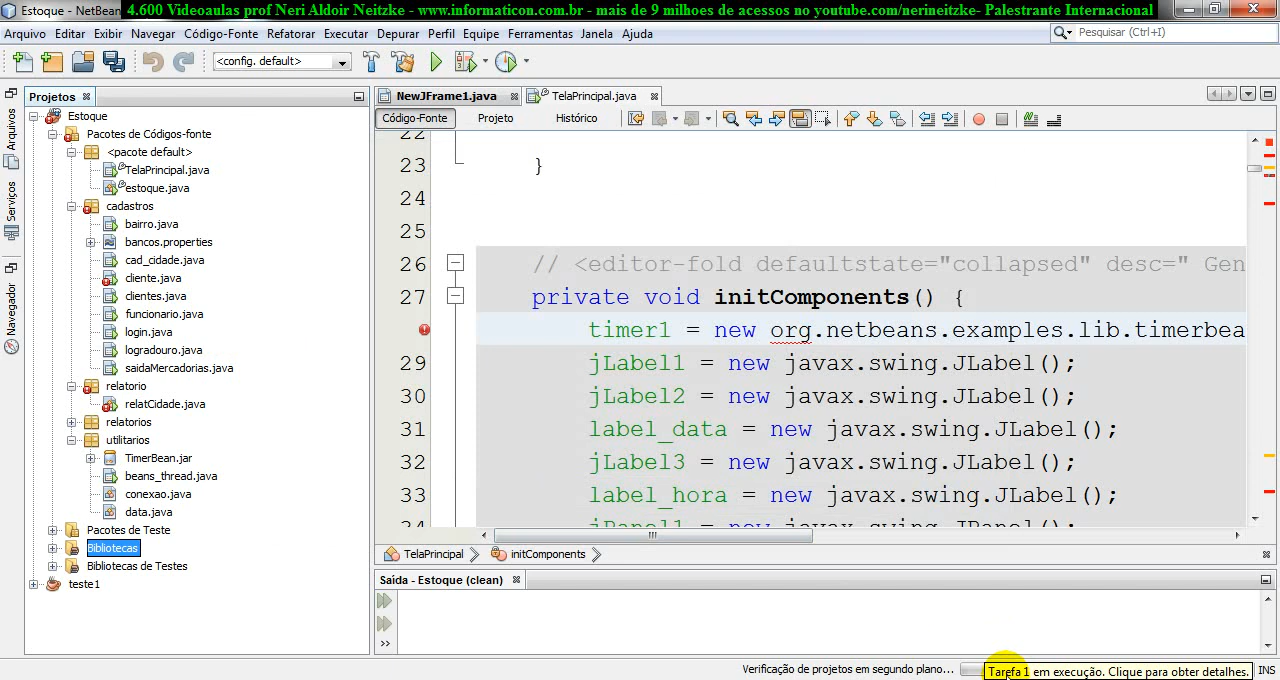 Estoque - NetBean
4.600 Videoaulas prof Neri Aldoir Neitzke - www.informaticon.com.br - mais de 9 milhoes de acessos no youtube.com/nerineitzke- Palestrante Internacional
Arquivo Editar Exibir Navegar Código-Fonte Refatorar Executar Depurar Perfil Equipe Ferramentas Janela Ajuda
Pesquisar (Ctrl+I)
<config. default>
Arquivos
Serviços
Navegador
Projetos
Estoque
Pacotes de Códigos-fonte
<pacote default>
TelaPrincipal.java
estoque.java
cadastros
bairro.java
bancos.properties
cad_cidade.java
cliente.java
clientes.java
funcionario.java
login.java
logradouro.java
saidaMercadorias.java
relatorio
relatCidade.java
relatorios
utilitarios
TimerBean.jar
beans_thread.java
conexao.java
data.java
Pacotes de Teste
Bibliotecas
Bibliotecas de Testes
teste1
NewJFrame1.java TelaPrincipal.java
Código-Fonte Projeto Histórico
22
23 }
24
25
26 // <editor-fold defaultstate="collapsed" desc=" Gen
27 private void initComponents() {
timer1 = new org.netbeans.examples.lib.timerbea
29 jLabel1 = new javax.swing.JLabel();
30 jLabel2 = new javax.swing.JLabel();
31 label_data = new javax.swing.JLabel();
32 jLabel3 = new javax.swing.JLabel();
33 label_hora = new javax.swing.JLabel();
34 jPanel1 = new javax.swing.JPanel();
TelaPrincipal initComponents
Saída - Estoque (clean)
Verificação de projetos em segundo plano...
Tarefa 1 em execução. Clique para obter detalhes.
INS